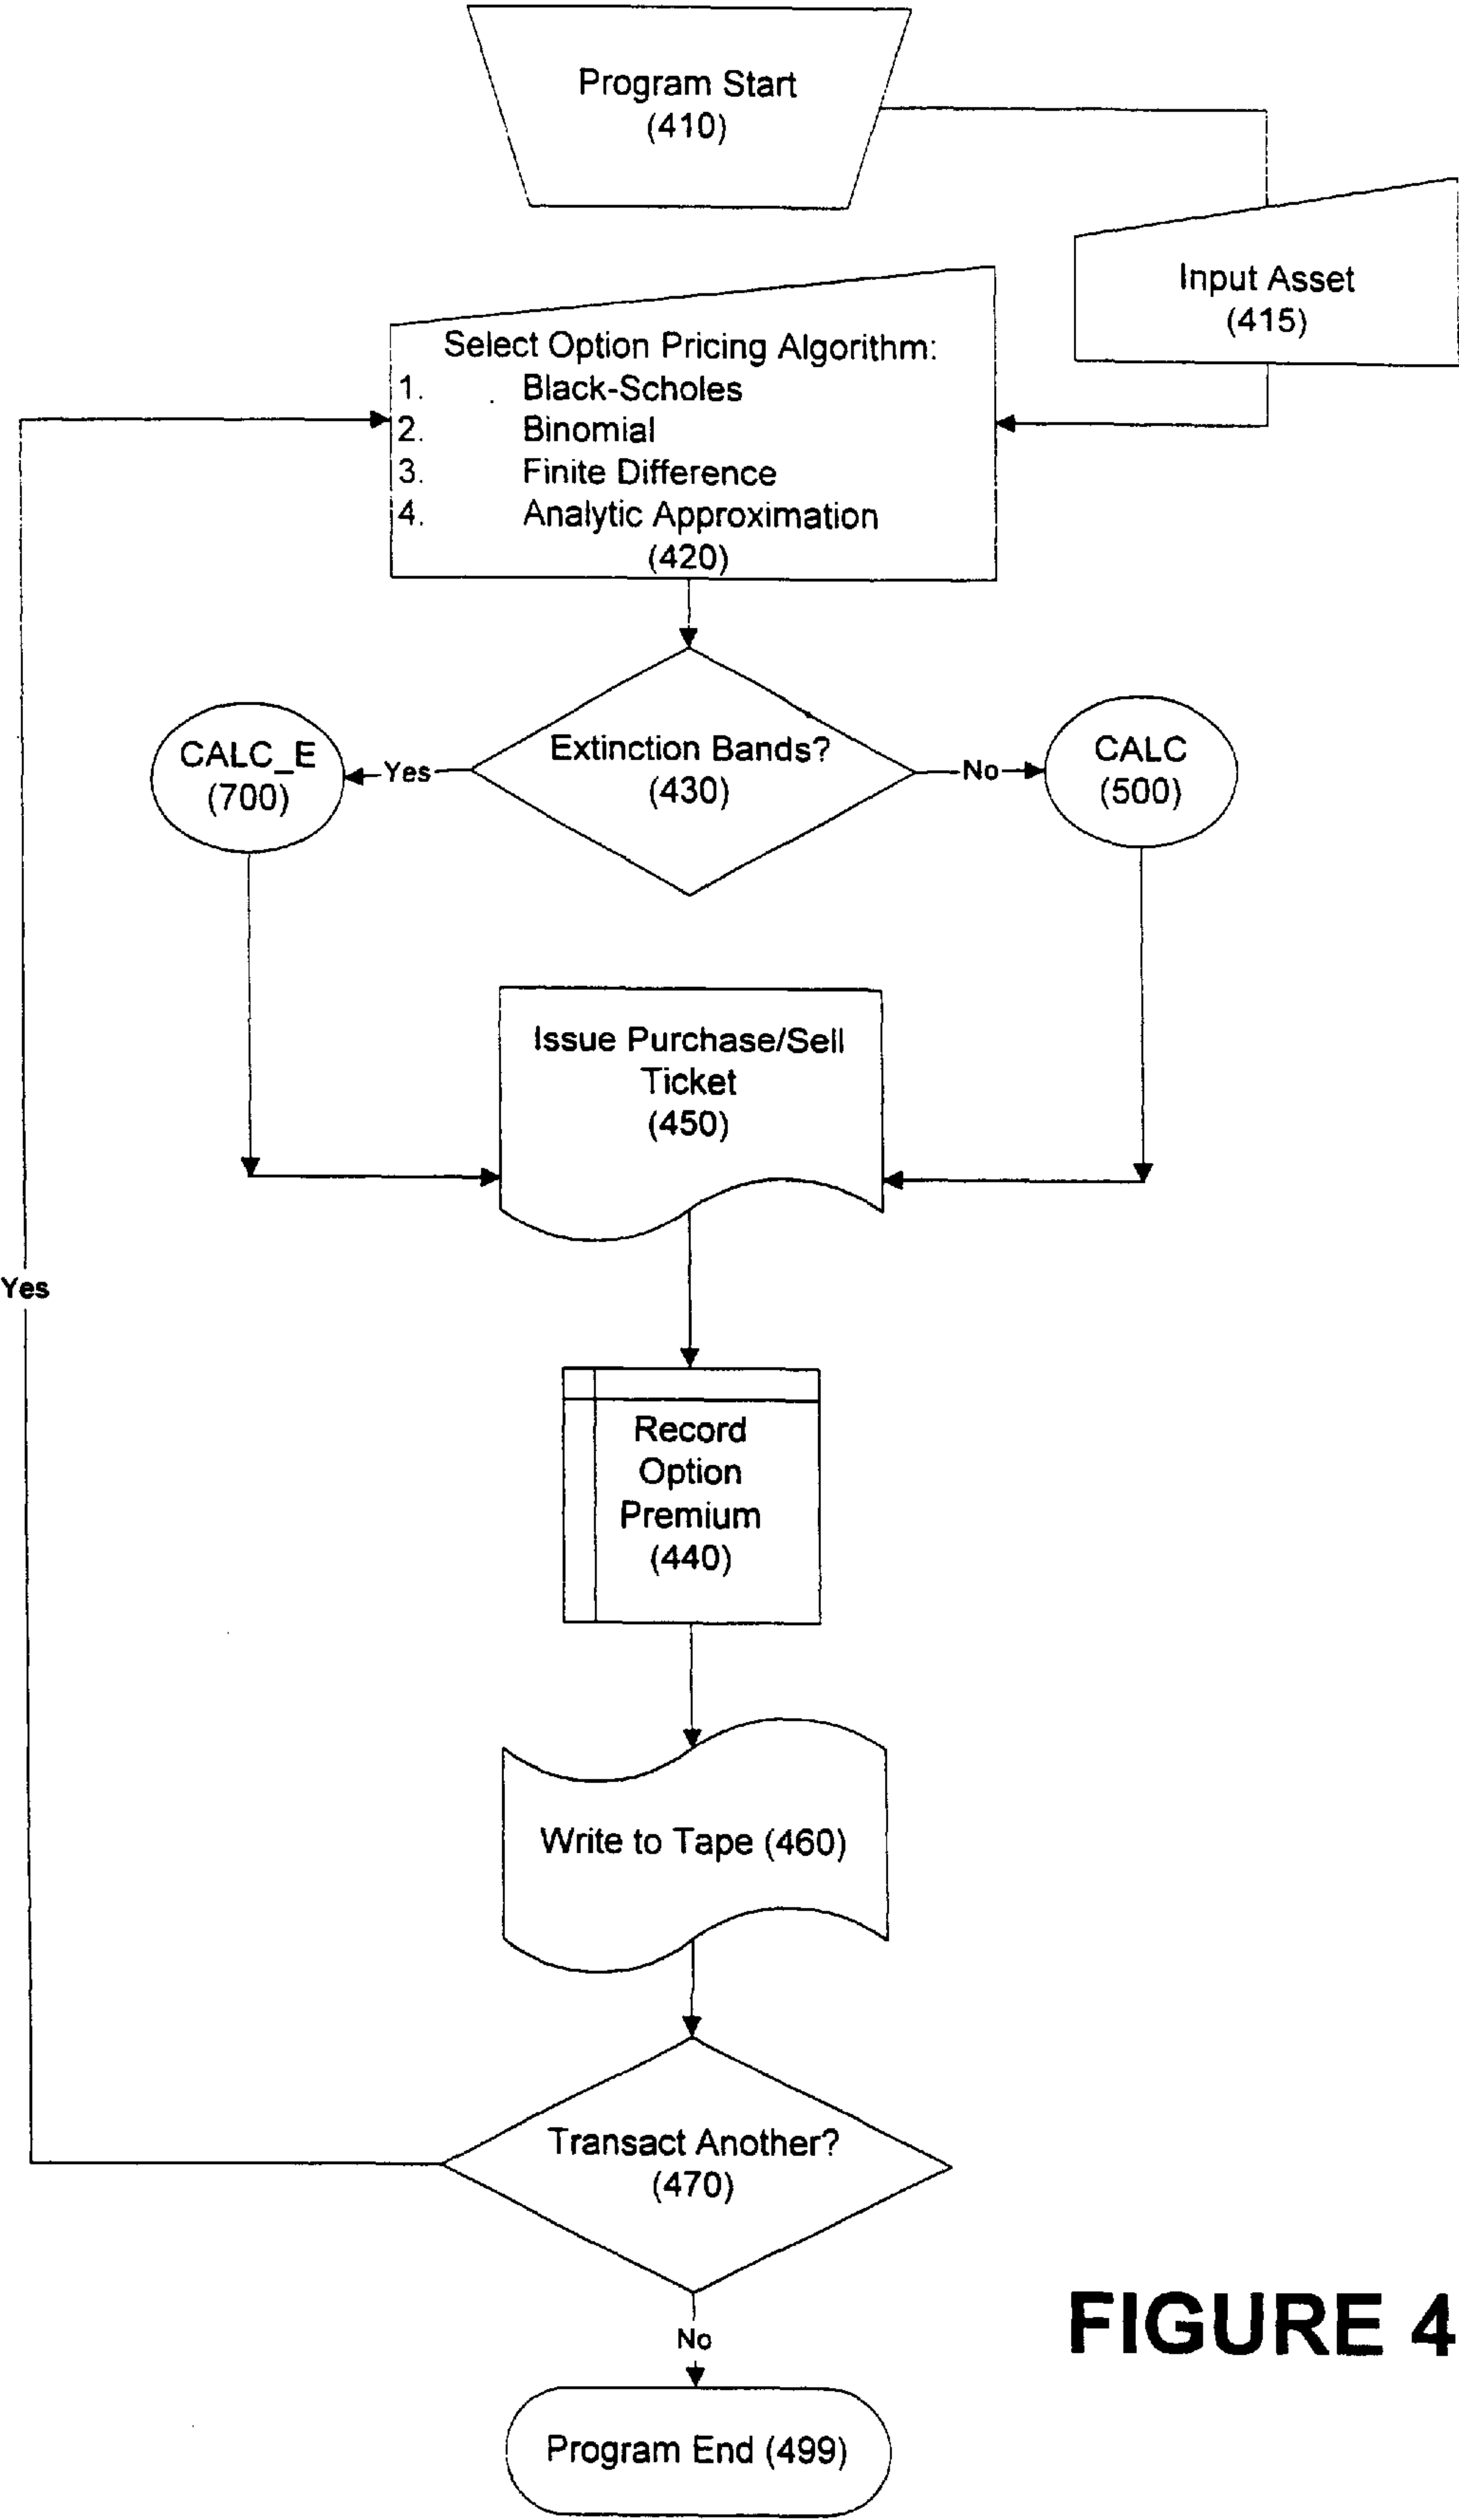 Program Start
(410)
Input Asset
(415)
Select Option Pricing Algorithm:
1. Black-Scholes
2. Binomial
3. Finite Difference
4. Analytic Approximation
(420)
Extinction Bands?
(430)
Yes
CALC_E
(700)
No
CALC
(500)
Issue Purchase/Sell
Ticket
(450)
Yes
Record
Option
Premium
(440)
Write to Tape (460)
Transact Another?
(470)
No
Program End (499)
FIGURE 4